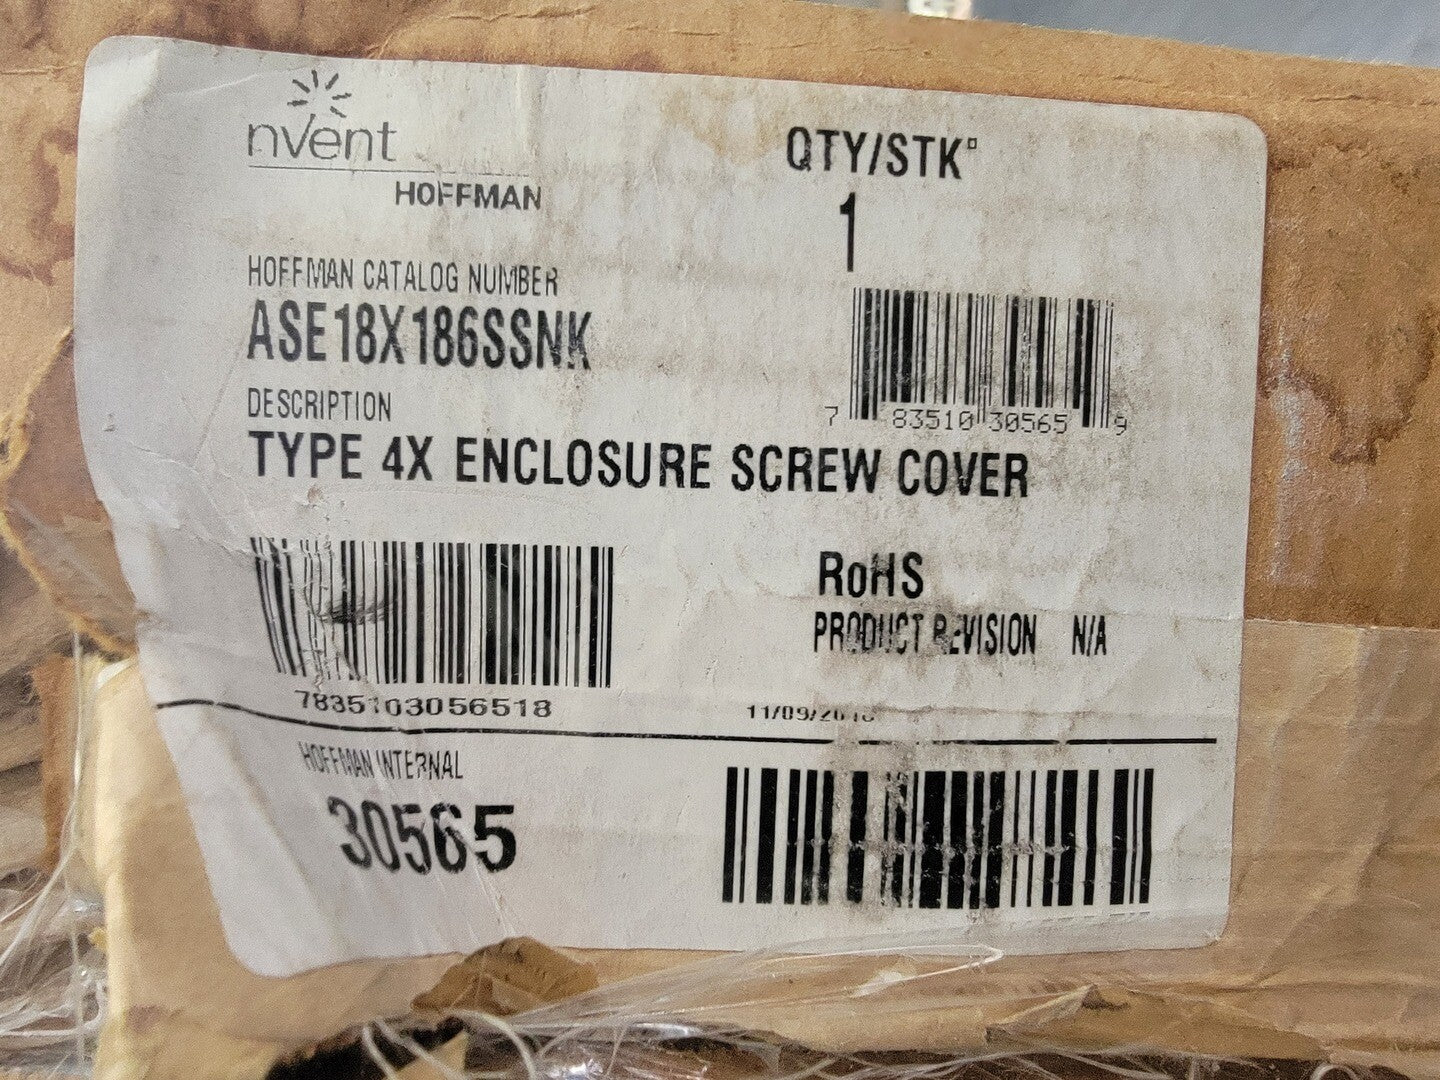 nVent
HOFFMAN
QTY/STK
1
HOFFMAN CATALOG NUMBER
ASE18X186SSNK
7 83510 30565 9
DESCRIPTION
TYPE 4X ENCLOSURE SCREW COVER
RoHS
PRODUCT REVISION N/A
7835103056518
HOFFMAN INTERNAL
30565